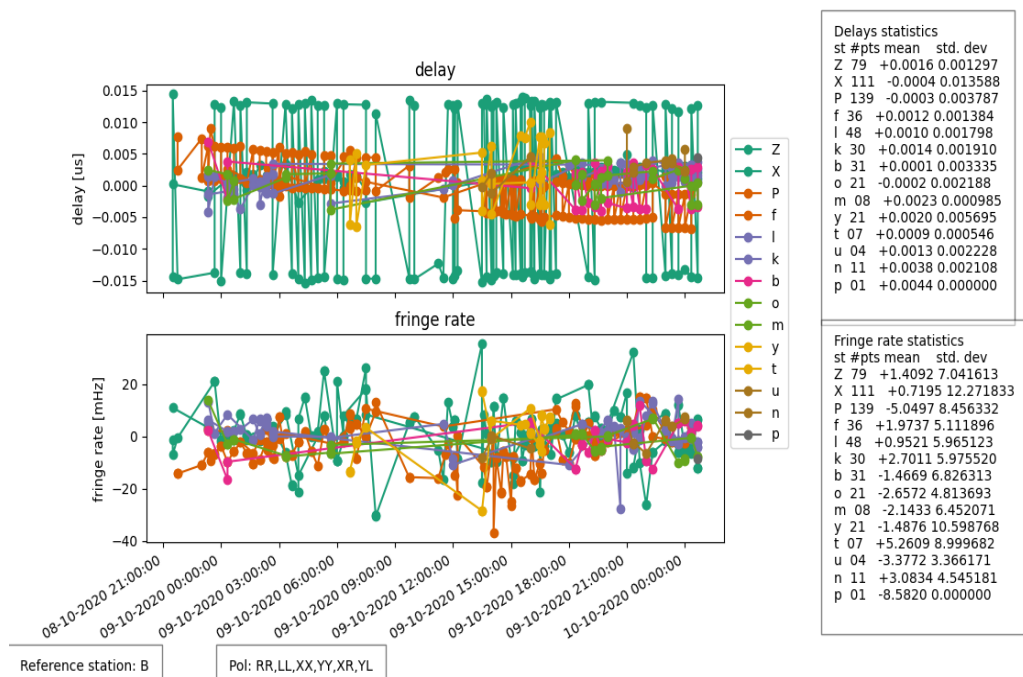 delay
0.015
0.010
0.005
0.000
−0.005
−0.010
−0.015
delay [us]
fringe rate
20
0
−20
−40
fringe rate [mHz]
08-10-2020 21:00:00
09-10-2020 00:00:00
09-10-2020 03:00:00
09-10-2020 06:00:00
09-10-2020 09:00:00
09-10-2020 12:00:00
09-10-2020 15:00:00
09-10-2020 18:00:00
09-10-2020 21:00:00
10-10-2020 00:00:00
Z
X
P
f
l
k
b
o
m
y
t
u
n
p
Delays statistics
st #pts mean std. dev
Z 79 +0.0016 0.001297
X 111 -0.0004 0.013588
P 139 -0.0003 0.003787
f 36 +0.0012 0.001384
l 48 +0.0010 0.001798
k 30 +0.0014 0.001910
b 31 +0.0001 0.003335
o 21 -0.0002 0.002188
m 08 +0.0023 0.000985
y 21 +0.0020 0.005695
t 07 +0.0009 0.000546
u 04 +0.0013 0.002228
n 11 +0.0038 0.002108
p 01 +0.0044 0.000000
Fringe rate statistics
st #pts mean std. dev
Z 79 +1.4092 7.041613
X 111 +0.7195 12.271833
P 139 -5.0497 8.456332
f 36 +1.9737 5.111896
l 48 +0.9521 5.965123
k 30 +2.7011 5.975520
b 31 -1.4669 6.826313
o 21 -2.6572 4.813693
m 08 -2.1433 6.452071
y 21 -1.4876 10.598768
t 07 +5.2609 8.999682
u 04 -3.3772 3.366171
n 11 +3.0834 4.545181
p 01 -8.5820 0.000000
Reference station: B
Pol: RR,LL,XX,YY,XR,YL